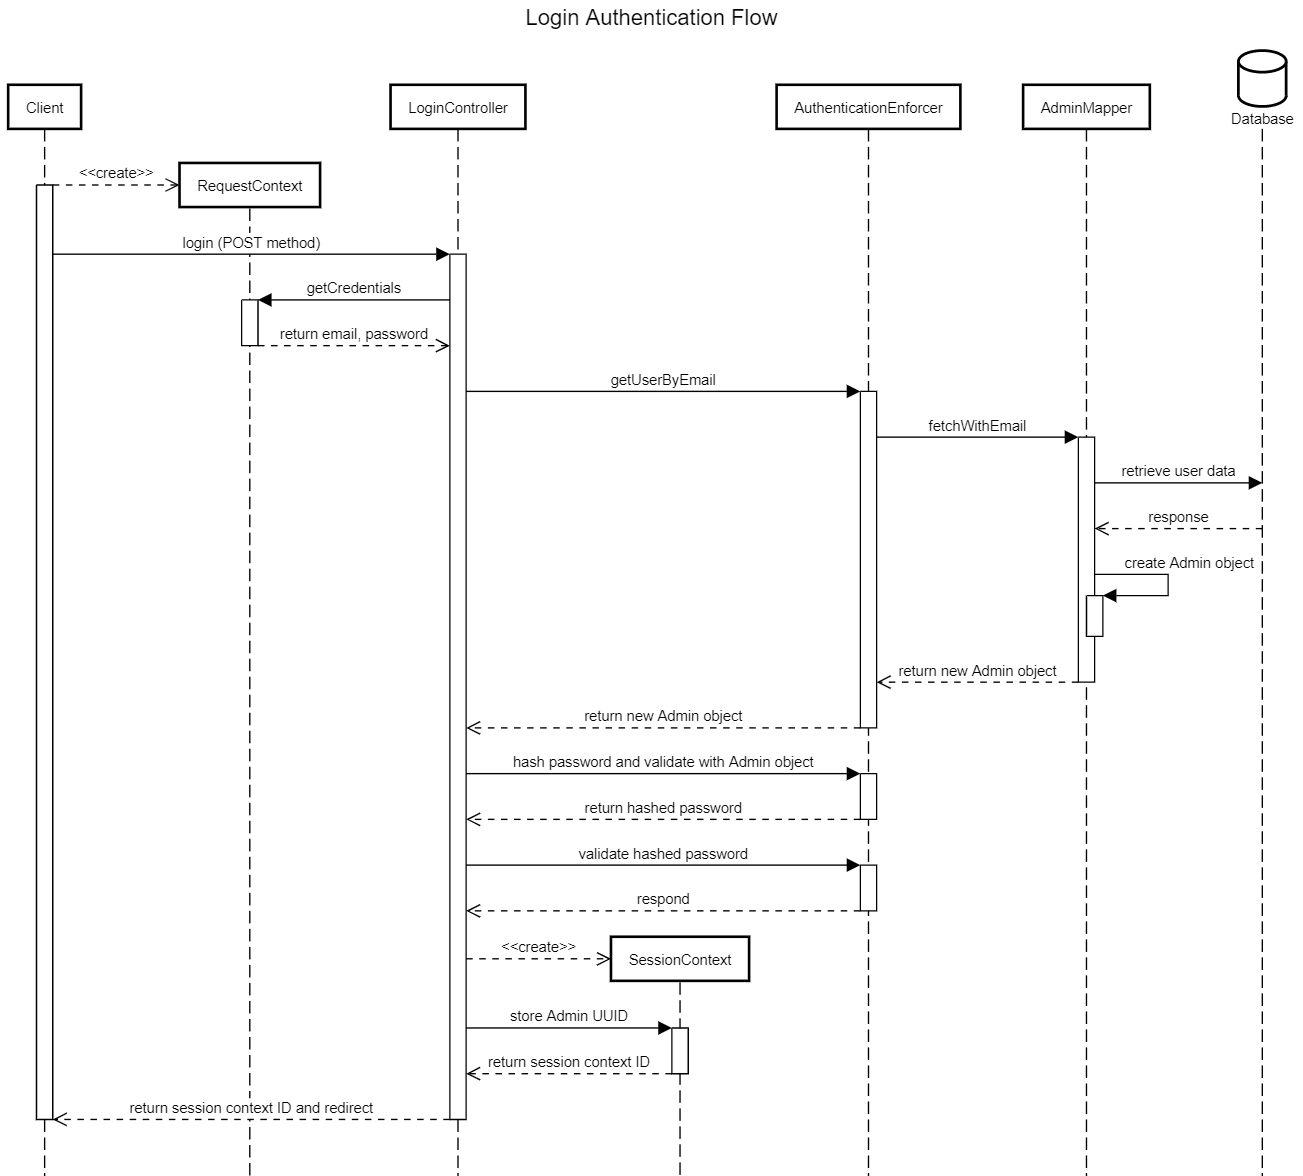 Login Authentication Flow
Client
LoginController
AuthenticationEnforcer
AdminMapper
Database
<<create>>
RequestContext
login (POST method)
getCredentials
return email, password
getUserByEmail
fetchWithEmail
retrieve user data
response
create Admin object
return new Admin object
return new Admin object
hash password and validate with Admin object
return hashed password
validate hashed password
respond
<<create>>
SessionContext
store Admin UUID
return session context ID
return session context ID and redirect